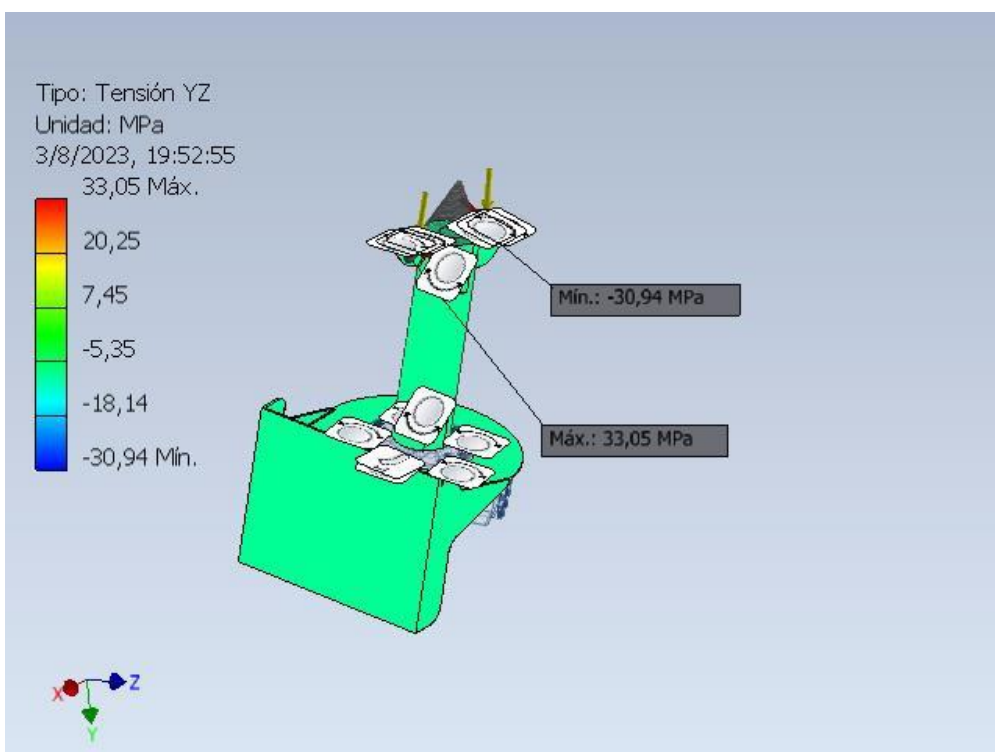 Tipo: Tensión YZ
Unidad: MPa
3/8/2023, 19:52:55
33,05 Máx.
20,25
7,45
-5,35
-18,14
-30,94 Mín.
Mín.: -30,94 MPa
Máx.: 33,05 MPa
X
Z
Y